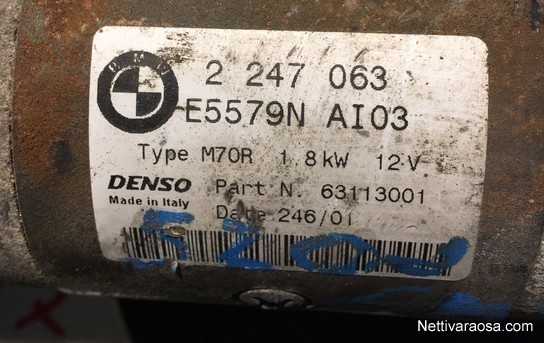 BMW
2 247 063
E5579N AI03
Type M70R 1.8kW 12V
DENSO Part N. 63113001
Made in Italy
Date 246/01
Nettivaraosa.com